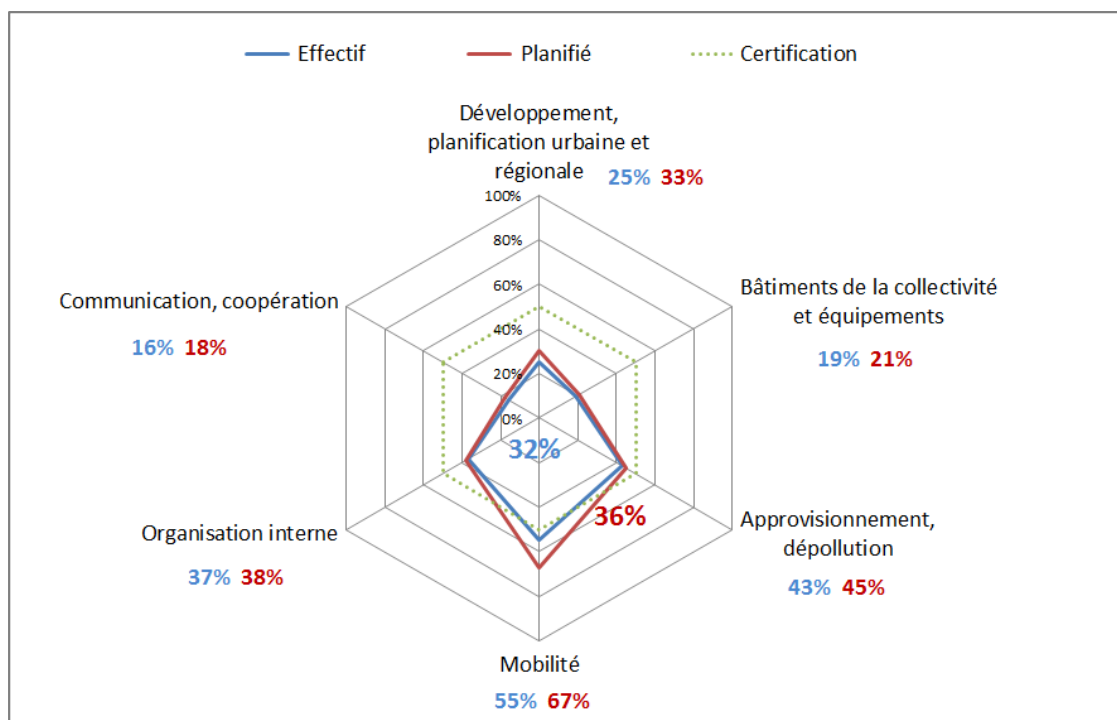 Effectif
Planifié
Certification
Développement,
planification urbaine et
régionale
25% 33%
100%
80%
60%
40%
20%
0%
Bâtiments de la collectivité
et équipements
19% 21%
Communication, coopération
16% 18%
32%
36%
Organisation interne
37% 38%
Approvisionnement,
dépollution
43% 45%
Mobilité
55% 67%